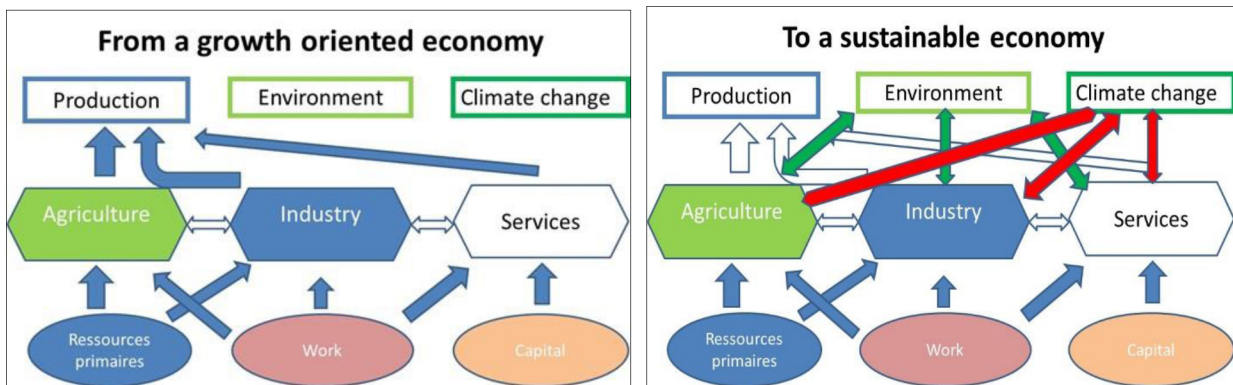 From a growth oriented economy
Production
Environment
Climate change
Agriculture
Industry
Services
Ressources
primaires
Work
Capital
To a sustainable economy
Production
Environment
Climate change
Agriculture
Industry
Services
Ressources
primaires
Work
Capital